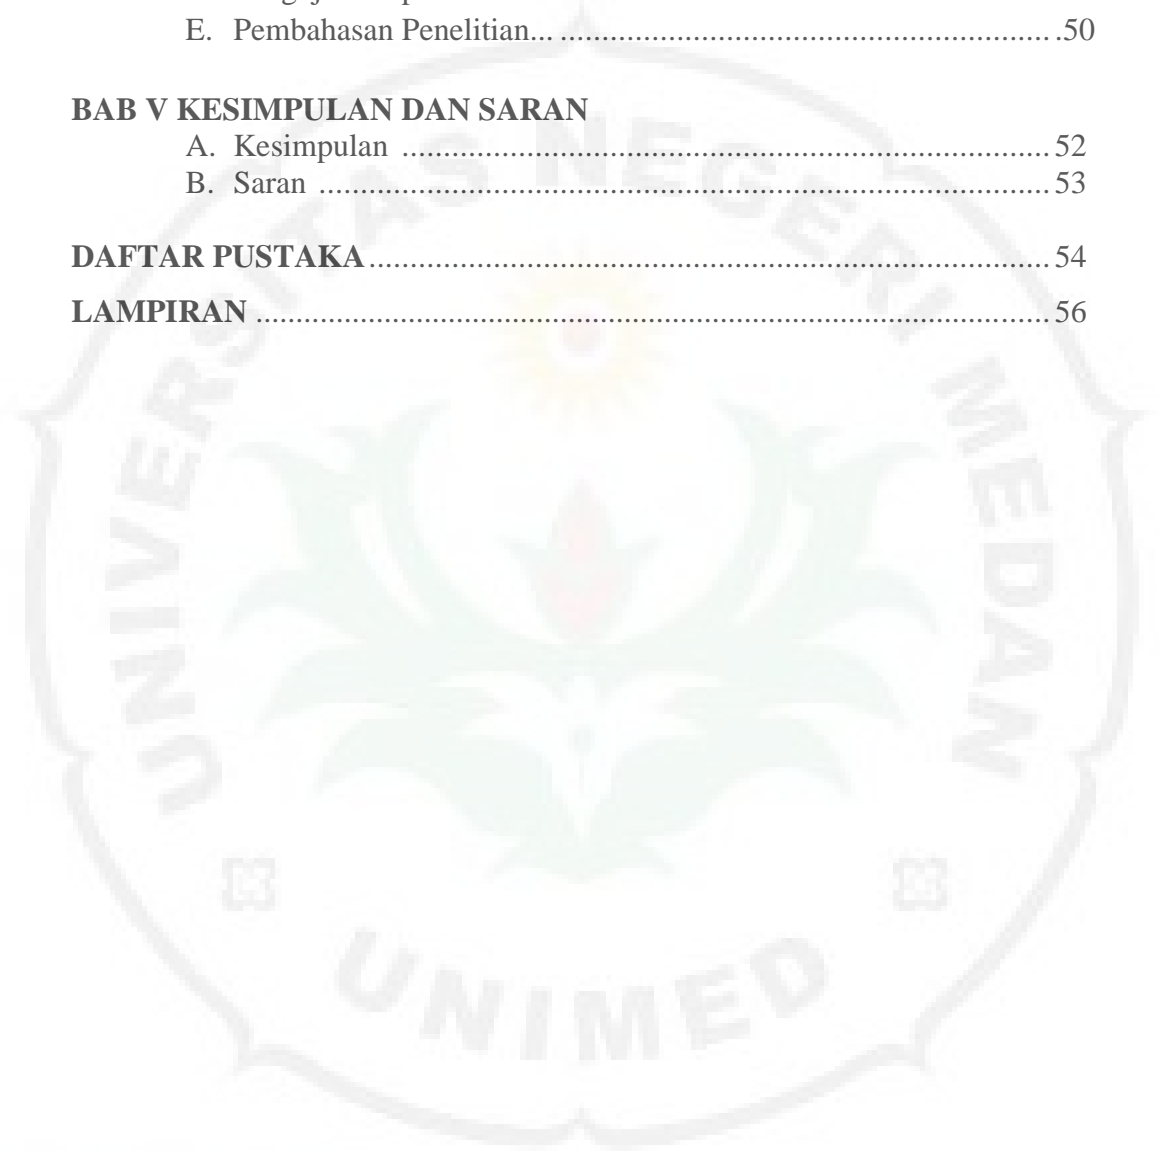 E. Pembahasan Penelitian... ............................................................ .50
BAB V KESIMPULAN DAN SARAN
A. Kesimpulan ................................................................................ 52
B. Saran .......................................................................................... 53
DAFTAR PUSTAKA .................................................................................... 54
LAMPIRAN .................................................................................................. 56
UNIVERSITAS NEGERI MEDAN
UNIMED